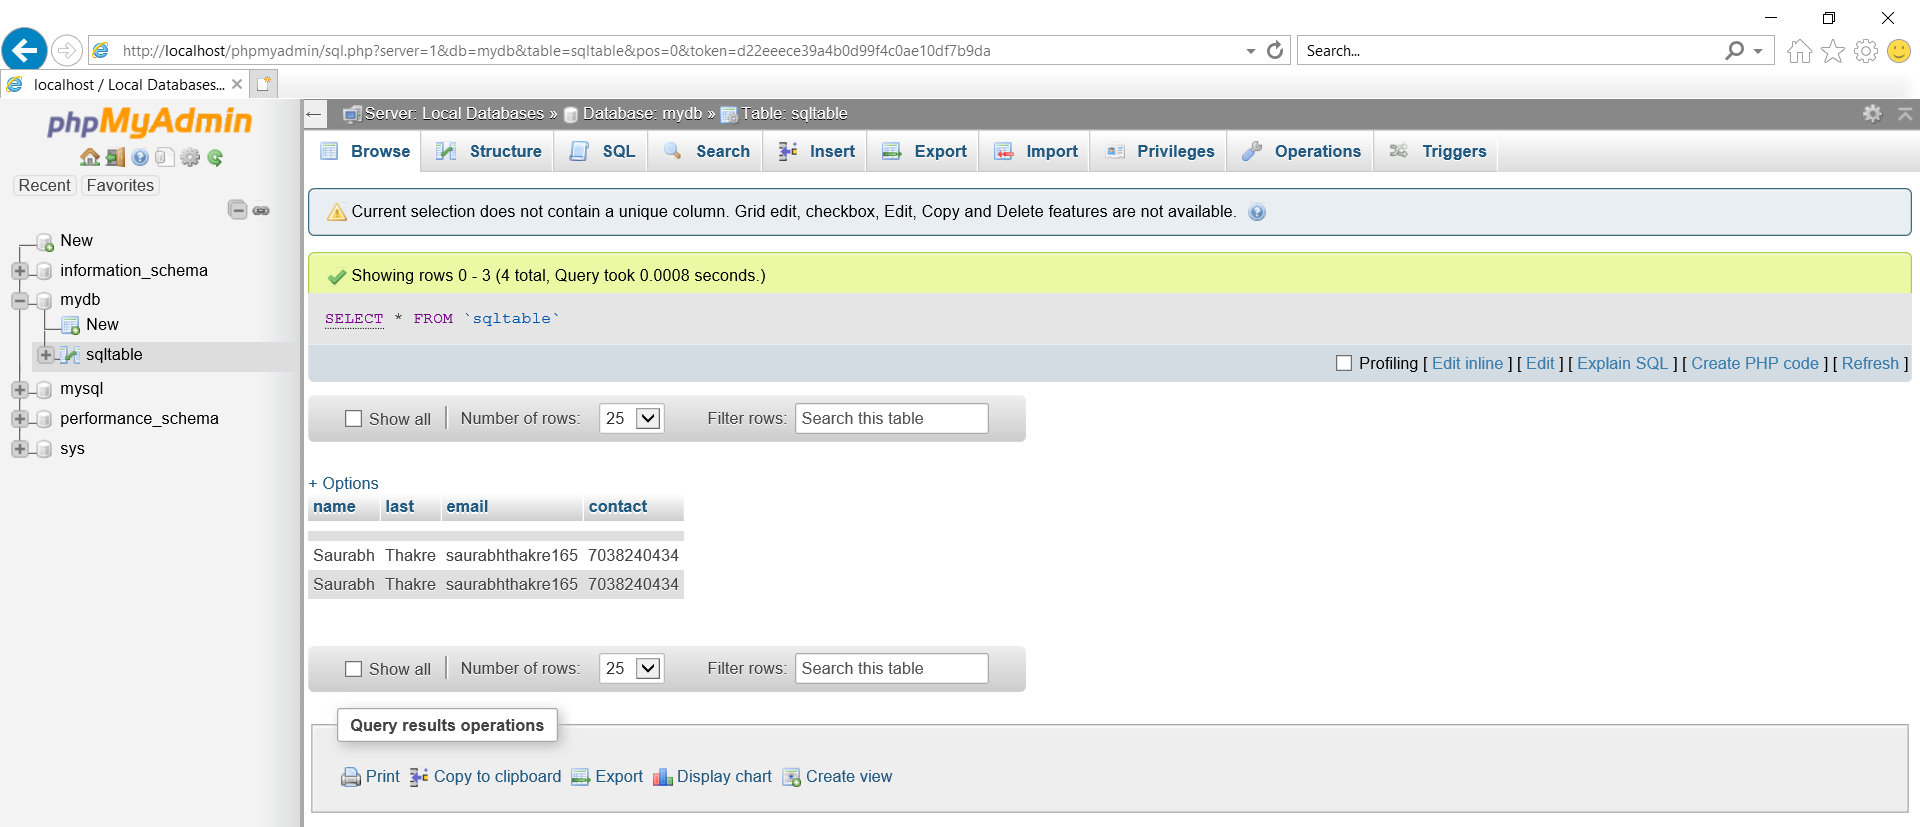 http://localhost/phpmyadmin/sql.php?server=1&db=mydb&table=sqltable&pos=0&token=d22eeece39a4b0d99f4c0ae10df7b9da
Search...
localhost / Local Databases...
phpMyAdmin
Recent Favorites
New
information_schema
mydb
New
sqltable
mysql
performance_schema
sys
Server: Local Databases » Database: mydb » Table: sqltable
Browse Structure SQL Search Insert Export Import Privileges Operations Triggers
Current selection does not contain a unique column. Grid edit, checkbox, Edit, Copy and Delete features are not available.
Showing rows 0 - 3 (4 total, Query took 0.0008 seconds.)
SELECT * FROM `sqltable`
Profiling [ Edit inline ] [ Edit ] [ Explain SQL ] [ Create PHP code ] [ Refresh ]
Show all Number of rows: 25 Filter rows: Search this table
+ Options
name last email contact
Saurabh Thakre saurabhthakre165 7038240434
Saurabh Thakre saurabhthakre165 7038240434
Show all Number of rows: 25 Filter rows: Search this table
Query results operations
Print Copy to clipboard Export Display chart Create view